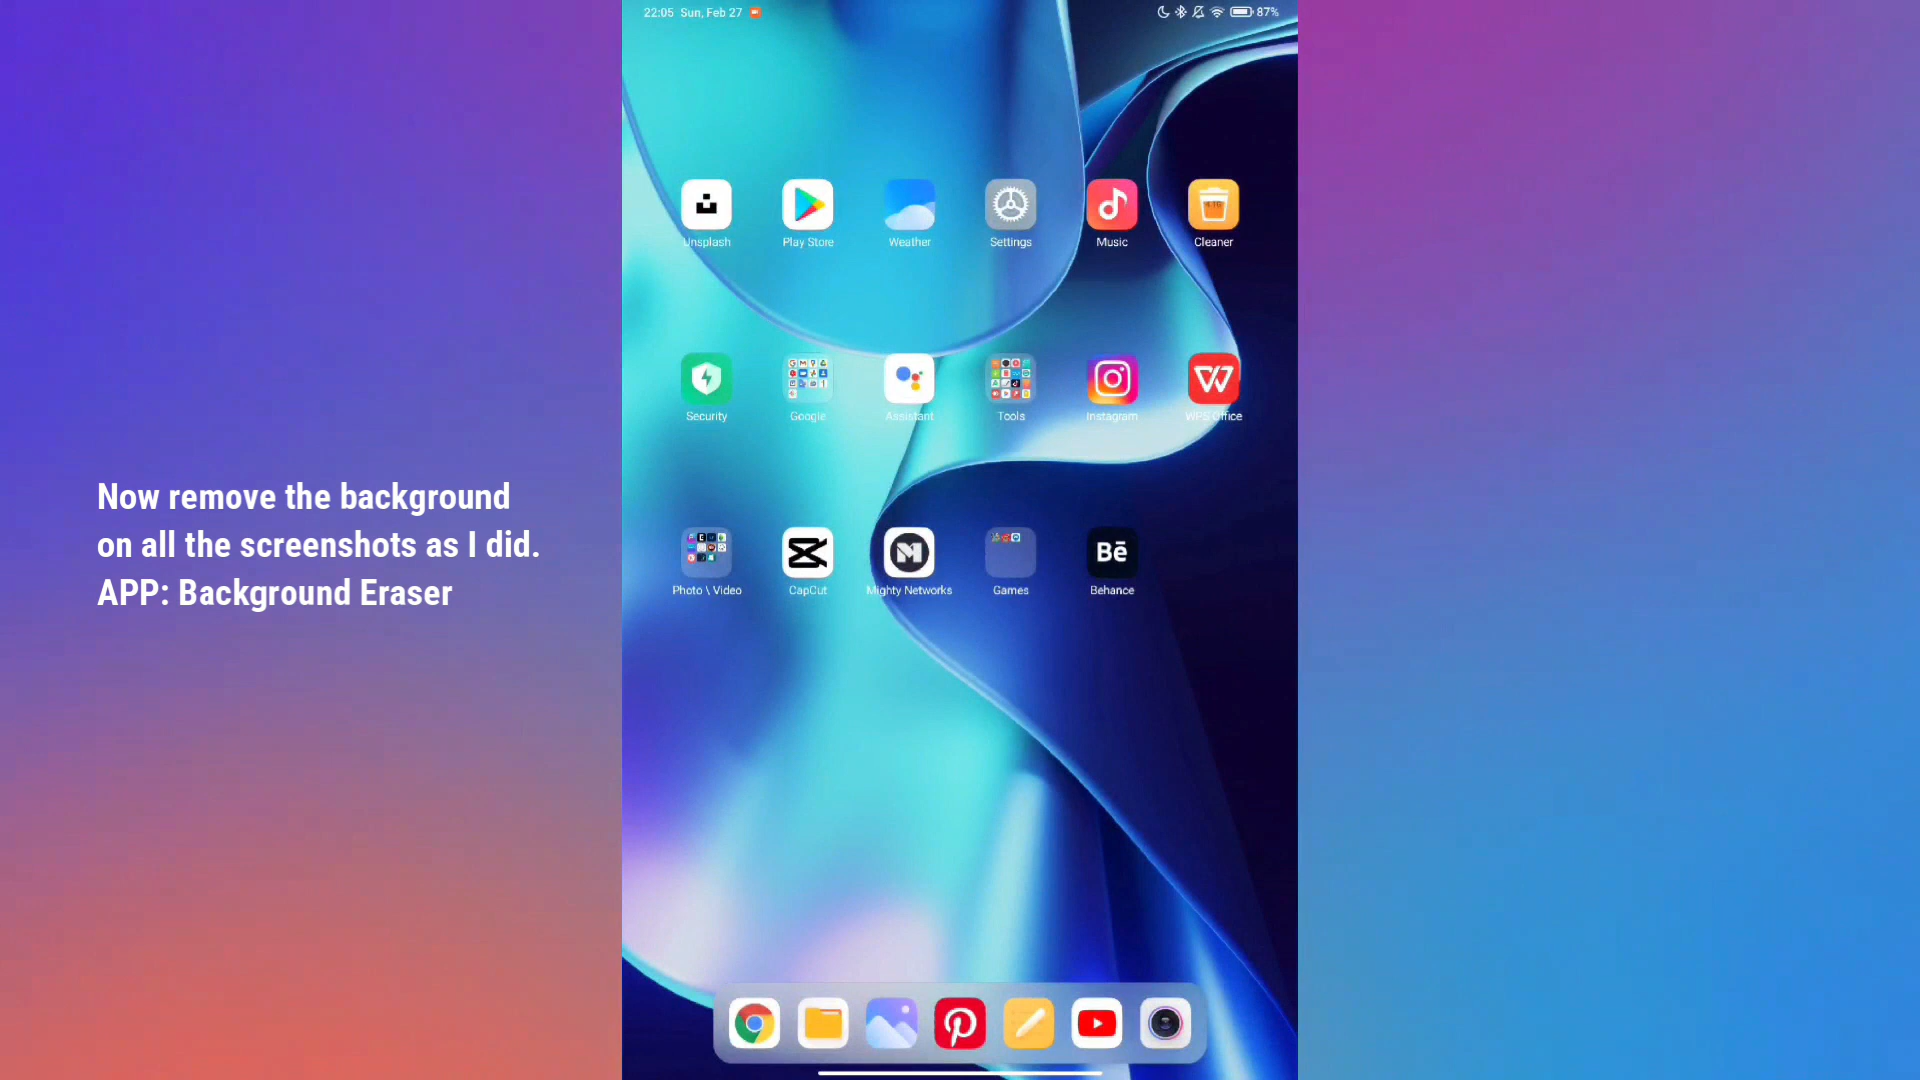 22:05 Sun, Feb 27
87%
Now remove the background
on all the screenshots as I did.
APP: Background Eraser
Unsplash
Play Store
Weather
Settings
Music
Cleaner
Security
Google
Assistant
Tools
Instagram
WPS Office
Bē
Photo \ Video
CapCut
Mighty Networks
Games
Behance